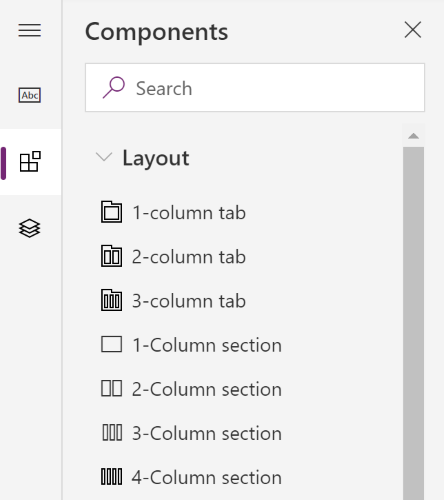 Components
Abc
Search
Layout
1-column tab
2-column tab
3-column tab
1-Column section
2-Column section
3-Column section
4-Column section